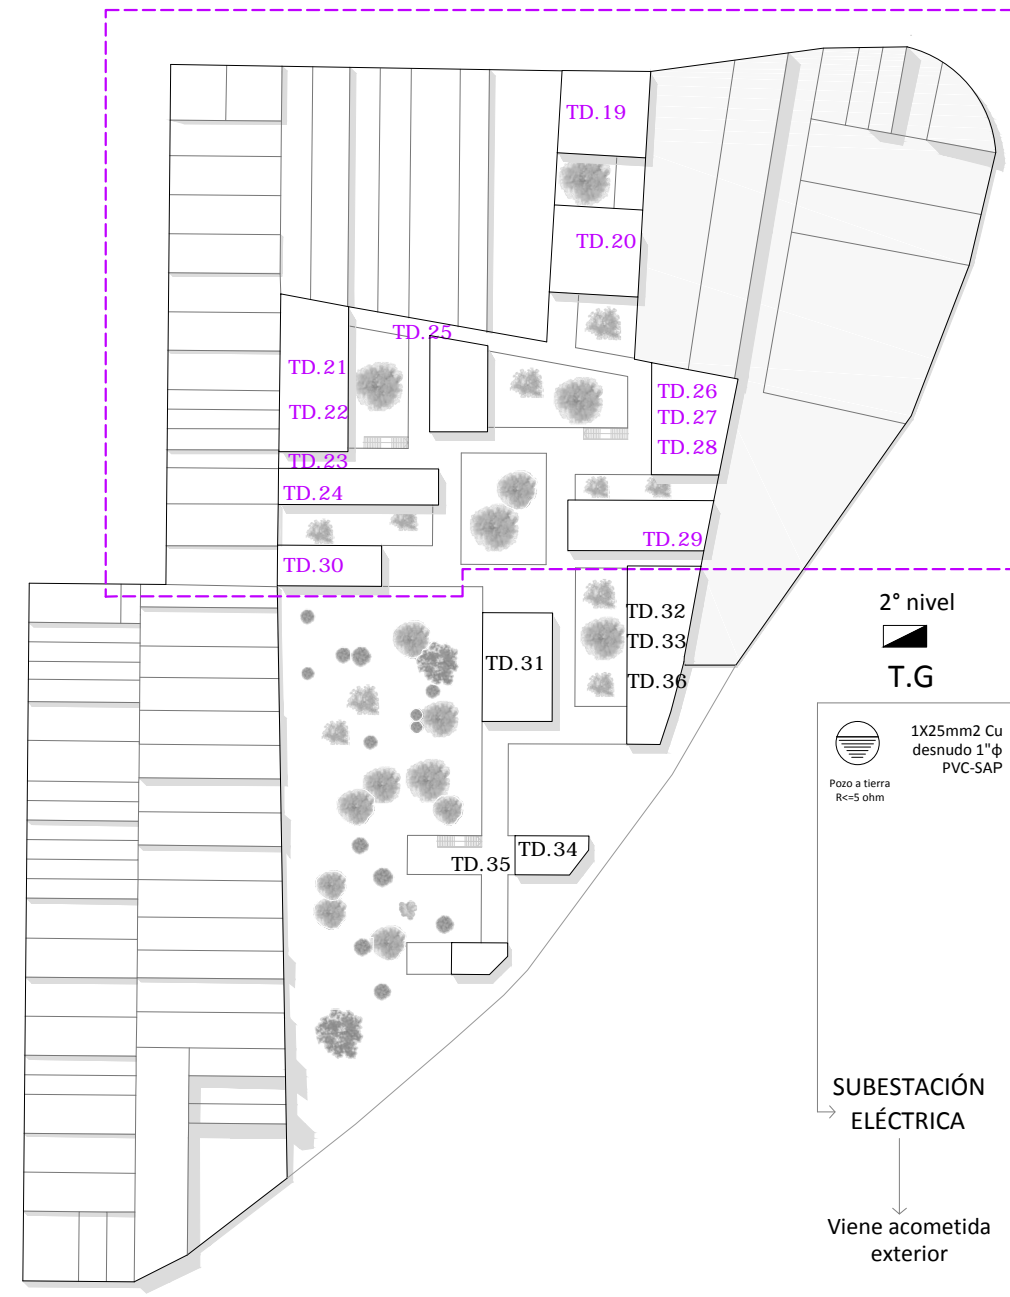 TD.19
TD.20
TD.25
TD.21
TD.22
TD.23
TD.24
TD.26
TD.27
TD.28
TD.29
TD.30
TD.31
TD.32
TD.33
TD.36
TD.34
TD.35
2° nivel
T.G
1X25mm2 Cu
desnudo 1"ф
PVC-SAP
Pozo a tierra
R<=5 ohm
SUBESTACIÓN
ELÉCTRICA
Viene acometida
exterior